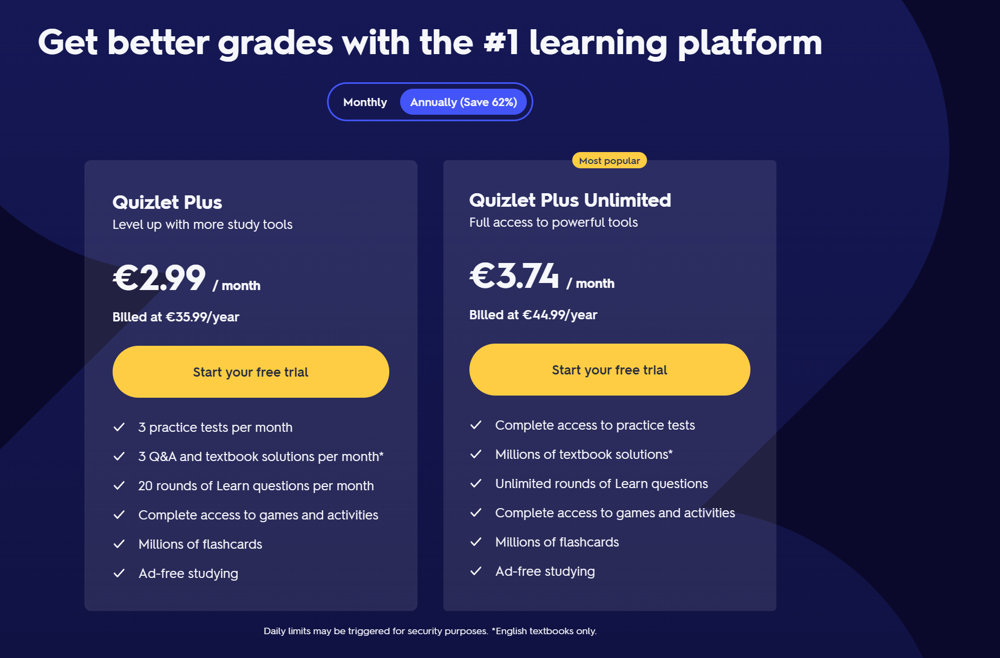 Get better grades with the #1 learning platform
Monthly
Annually (Save 62%)
Quizlet Plus
Level up with more study tools
€2.99 / month
Billed at €35.99/year
Start your free trial
3 practice tests per month
3 Q&A and textbook solutions per month*
20 rounds of Learn questions per month
Complete access to games and activities
Millions of flashcards
Ad-free studying
Most popular
Quizlet Plus Unlimited
Full access to powerful tools
€3.74 / month
Billed at €44.99/year
Start your free trial
Complete access to practice tests
Millions of textbook solutions*
Unlimited rounds of Learn questions
Complete access to games and activities
Millions of flashcards
Ad-free studying
Daily limits may be triggered for security purposes. *English textbooks only.